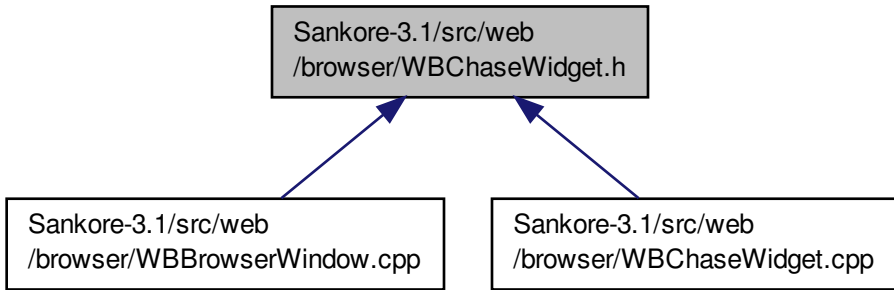 Sankore-3.1/src/web
/browser/WBChaseWidget.h
Sankore-3.1/src/web
/browser/WBBrowserWindow.cpp
Sankore-3.1/src/web
/browser/WBChaseWidget.cpp